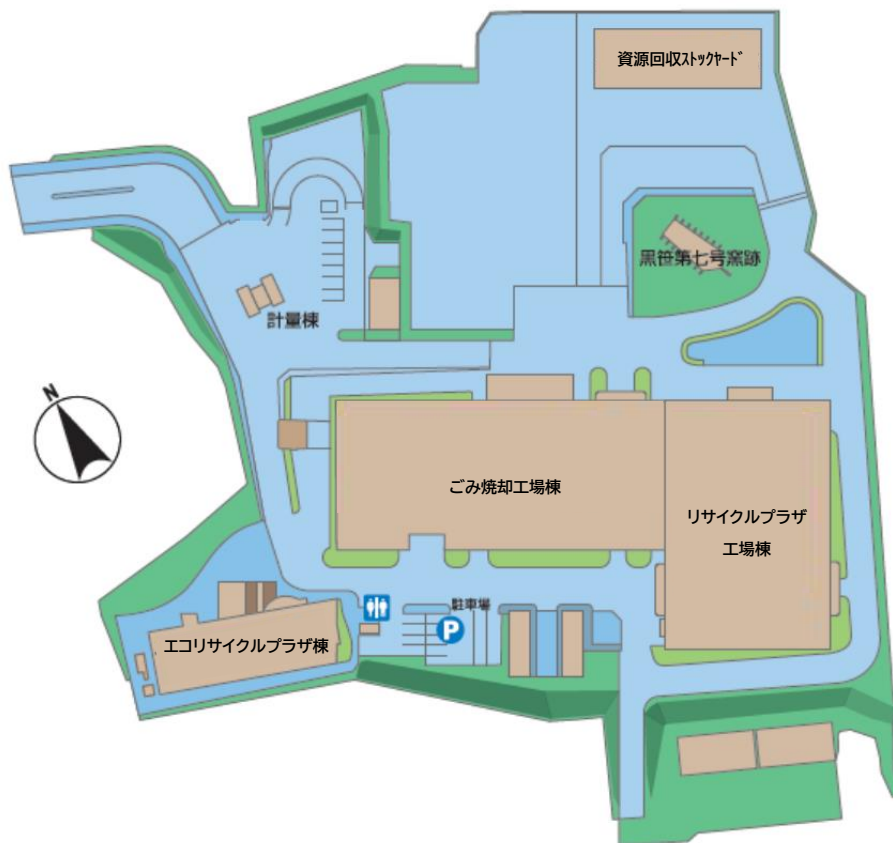 資源回収ｽﾄｯｸﾔｰﾄﾞ
黒笹第七号窯跡
計量棟
N
ごみ焼却工場棟
リサイクルプラザ
工場棟
駐車場
P
エコリサイクルプラザ棟